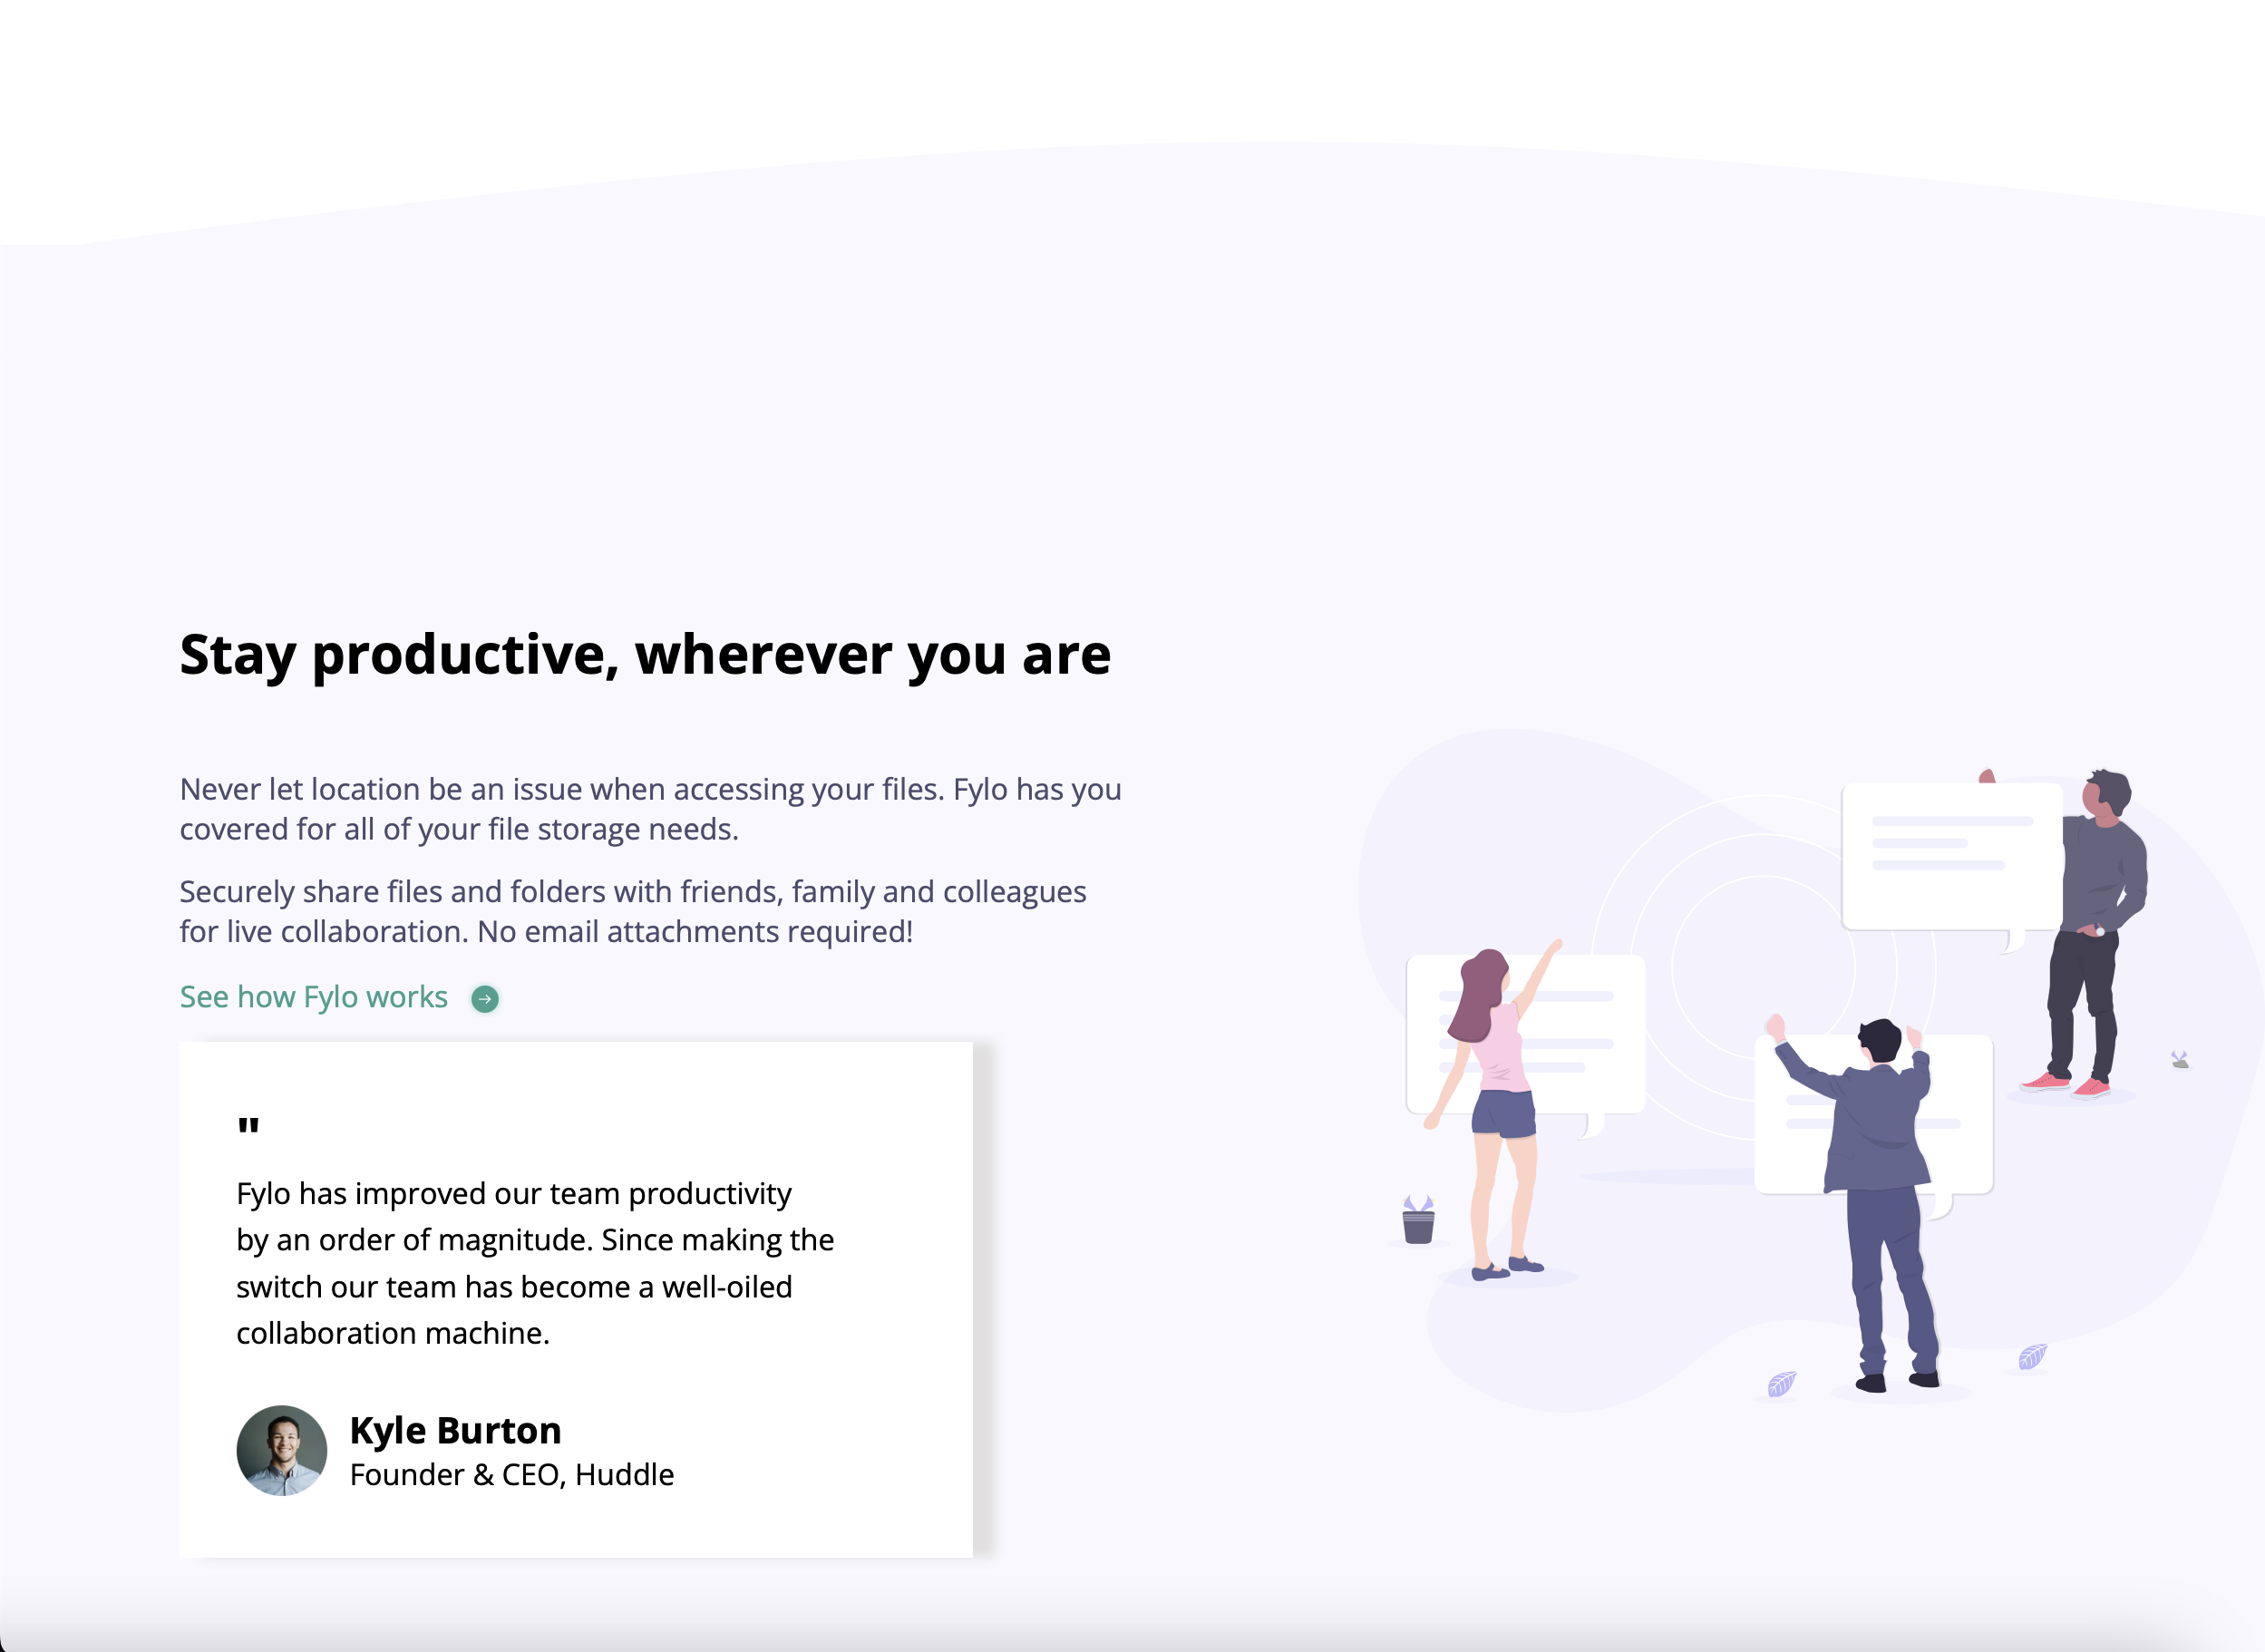 Stay productive, wherever you are
Never let location be an issue when accessing your files. Fylo has you
covered for all of your file storage needs.
Securely share files and folders with friends, family and colleagues
for live collaboration. No email attachments required!
See how Fylo works
"
Fylo has improved our team productivity
by an order of magnitude. Since making the
switch our team has become a well-oiled
collaboration machine.
Kyle Burton
Founder & CEO, Huddle